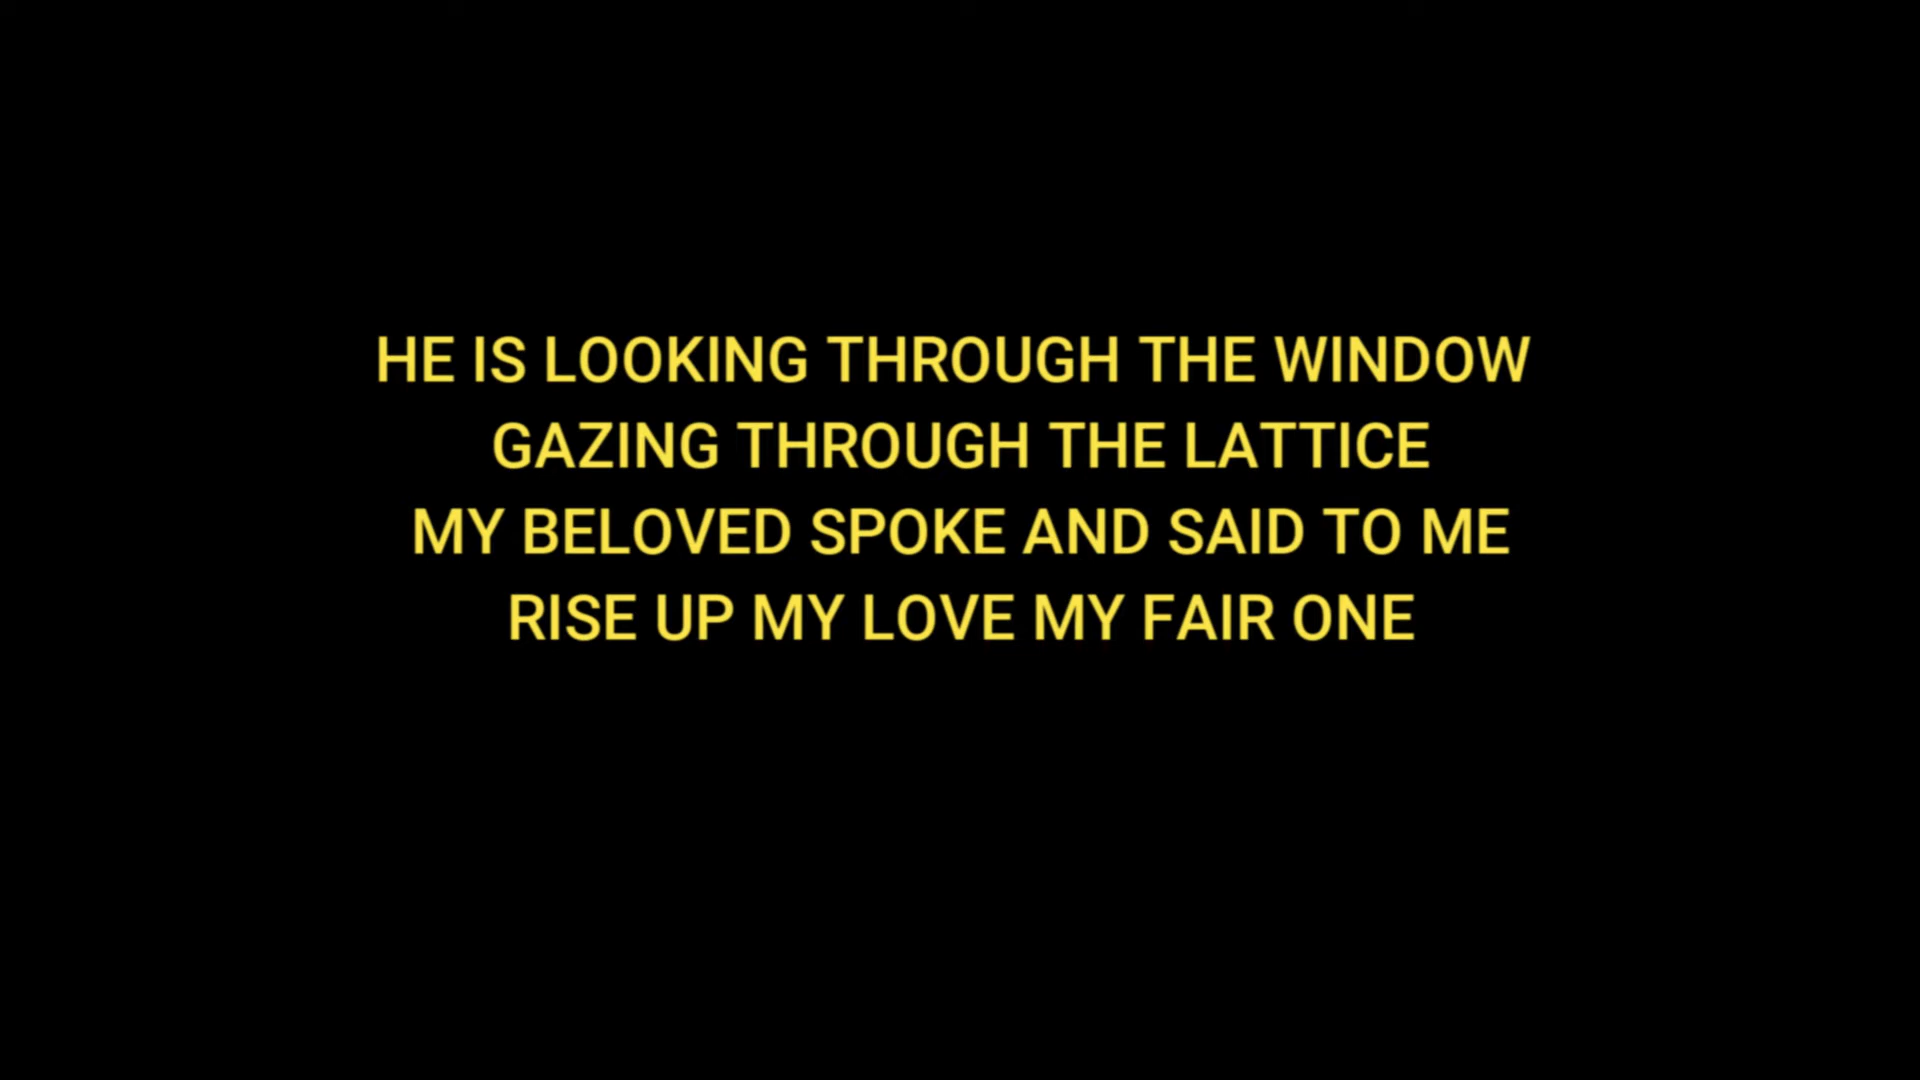 HE IS LOOKING THROUGH THE WINDOW
GAZING THROUGH THE LATTICE
MY BELOVED SPOKE AND SAID TO ME
RISE UP MY LOVE MY FAIR ONE